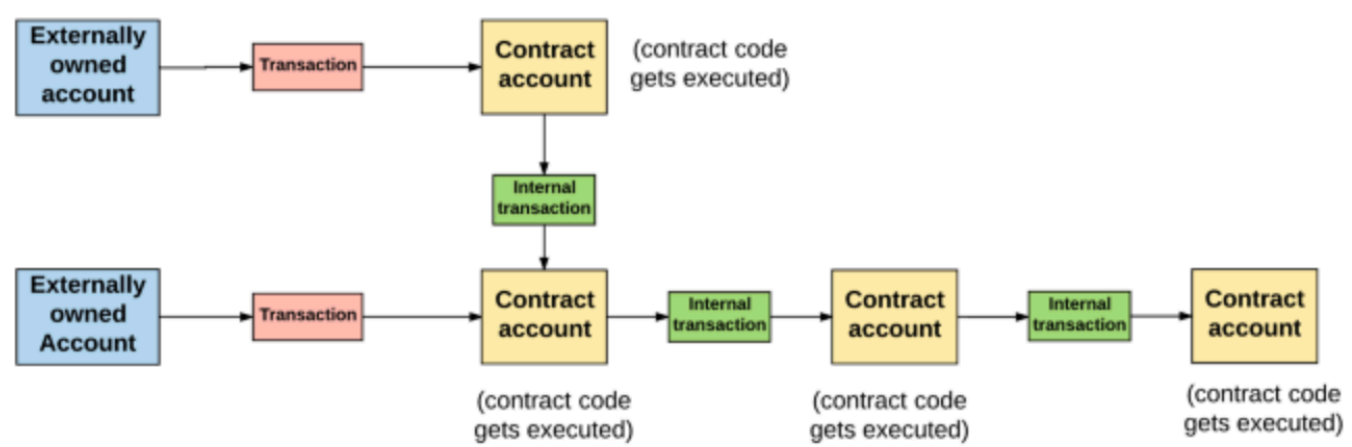 Externally
owned
account
Transaction
Contract
account
(contract code
gets executed)
Internal
transaction
Externally
owned
Account
Transaction
Contract
account
(contract code
gets executed)
Internal
transaction
Contract
account
(contract code
gets executed)
Internal
transaction
Contract
account
(contract code
gets executed)